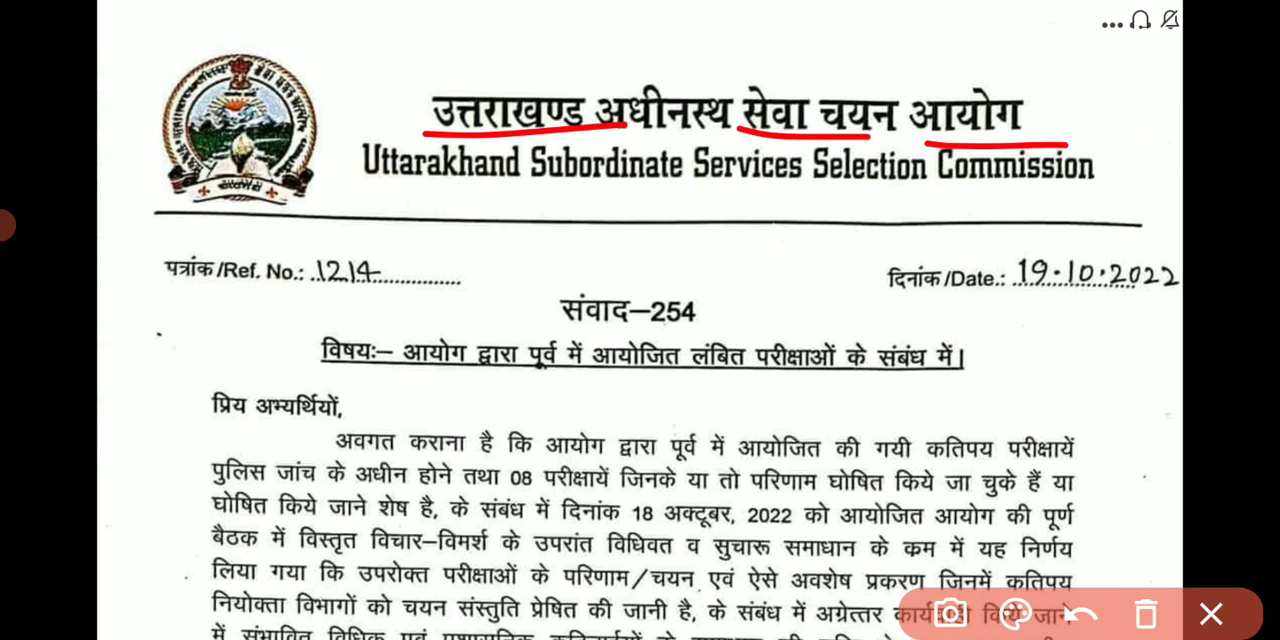 उत्तराखण्ड अधीनस्थ सेवा चयन आयोग
Uttarakhand Subordinate Services Selection Commission
पत्रांक/Ref. No.: 1214
दिनांक/Date.: 19.10.2022
संवाद–254
विषयः– आयोग द्वारा पूर्व में आयोजित लंबित परीक्षाओं के संबंध में।
प्रिय अभ्यर्थियों,
अवगत कराना है कि आयोग द्वारा पूर्व में आयोजित की गयी कतिपय परीक्षायें
पुलिस जांच के अधीन होने तथा 08 परीक्षायें जिनके या तो परिणाम घोषित किये जा चुके हैं या
घोषित किये जाने शेष है, के संबंध में दिनांक 18 अक्टूबर, 2022 को आयोजित आयोग की पूर्ण
बैठक में विस्तृत विचार–विमर्श के उपरांत विधिवत व सुचारू समाधान के क्रम में यह निर्णय
लिया गया कि उपरोक्त परीक्षाओं के परिणाम/चयन एवं ऐसे अवशेष प्रकरण जिनमें कतिपय
नियोक्ता विभागों को चयन संस्तुति प्रेषित की जानी है, के संबंध में अग्रेत्तर कार्यवाही किये जाने